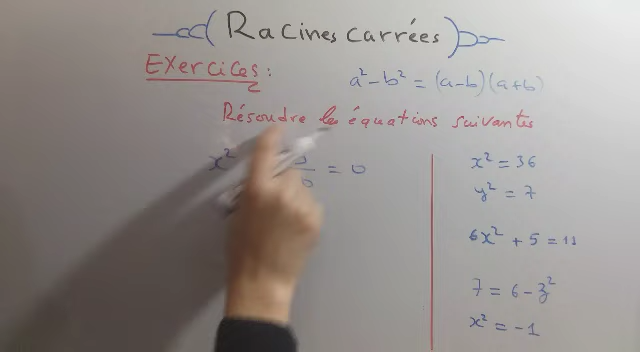 Racines carrées
Exercices:
a² - b² = (a-b)(a+b)
Résoudre les équations suivantes
x² = 0
x² = 36
y² = 7
6x² + 5 = 11
7 = 6 - z²
x² = -1